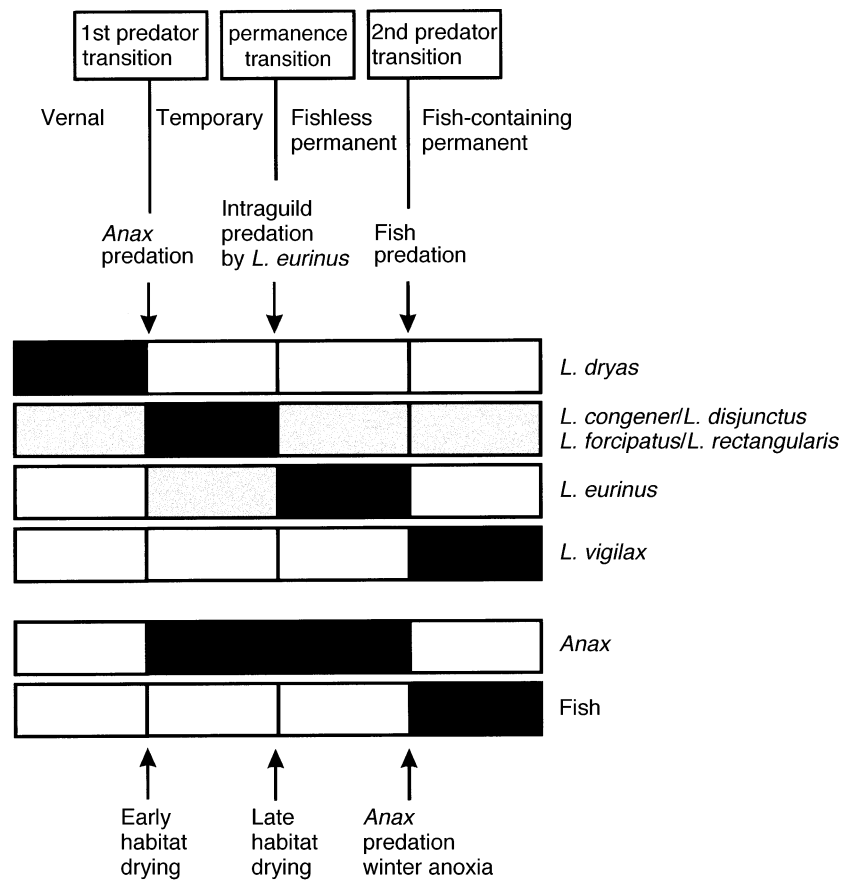 1st predator
transition
permanence
transition
2nd predator
transition
Vernal
Temporary
Fishless
permanent
Fish-containing
permanent
Anax
predation
Intraguild
predation
by L. eurinus
Fish
predation
L. dryas
L. congener/L. disjunctus
L. forcipatus/L. rectangularis
L. eurinus
L. vigilax
Anax
Fish
Early
habitat
drying
Late
habitat
drying
Anax
predation
winter anoxia